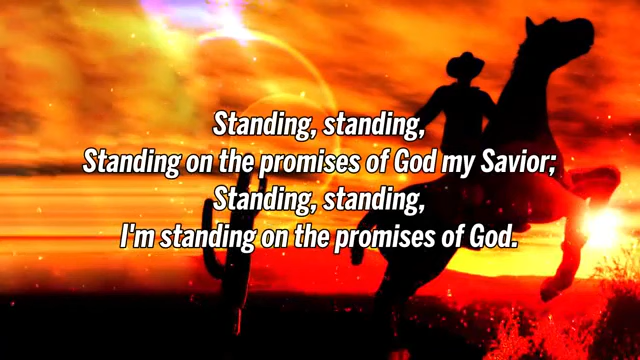 Standing, standing,
Standing on the promises of God my Savior;
Standing, standing,
I'm standing on the promises of God.